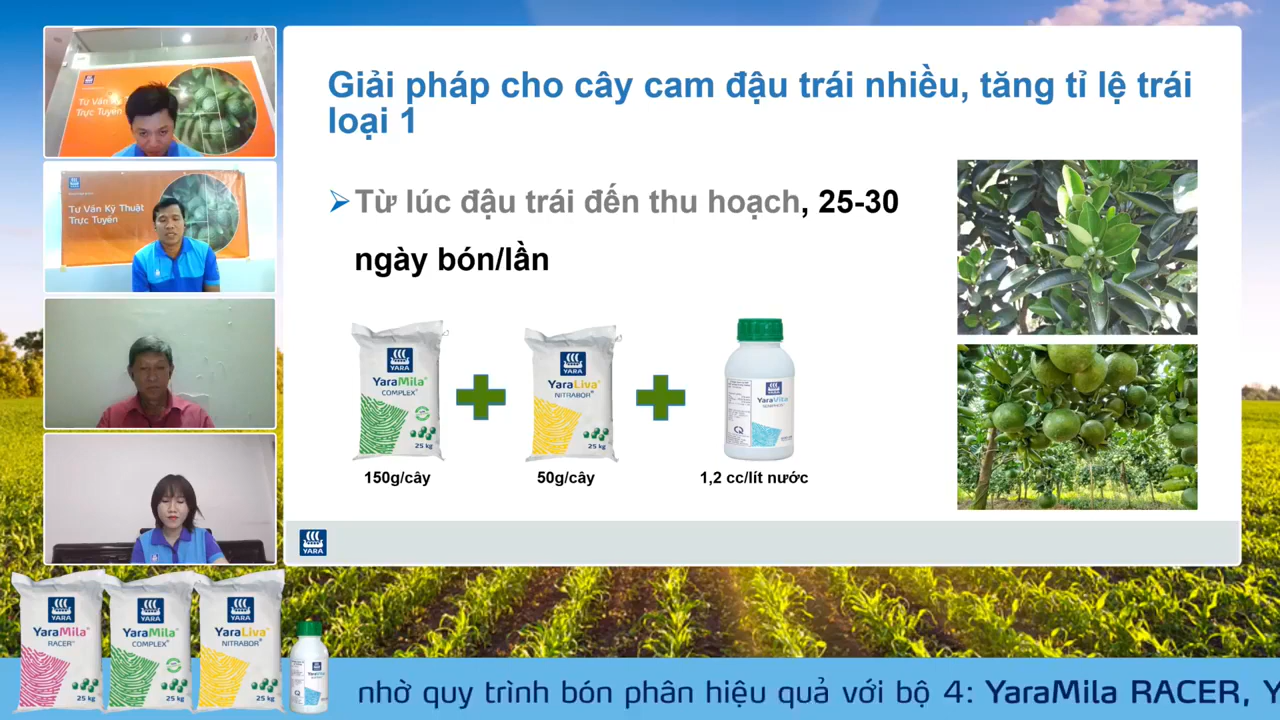 Tư Vấn Kỹ
Trực Tuyến
Tư Vấn Kỹ Thuật
Trực Tuyến
Giải pháp cho cây cam đậu trái nhiều, tăng tỉ lệ trái
loại 1
Từ lúc đậu trái đến thu hoạch, 25-30
ngày bón/lần
YARA
YaraMila
COMPLEX
25 kg
YARA
YaraLiva
NITRABOR
25 kg
YaraVita
150g/cây
50g/cây
1,2 cc/lít nước
YARA
YARA
YaraMila
RACER
25 kg
YARA
YaraMila
COMPLEX
25 kg
YARA
YaraLiva
NITRABOR
25 kg
nhờ quy trình bón phân hiệu quả với bộ 4: YaraMila RACER, Y